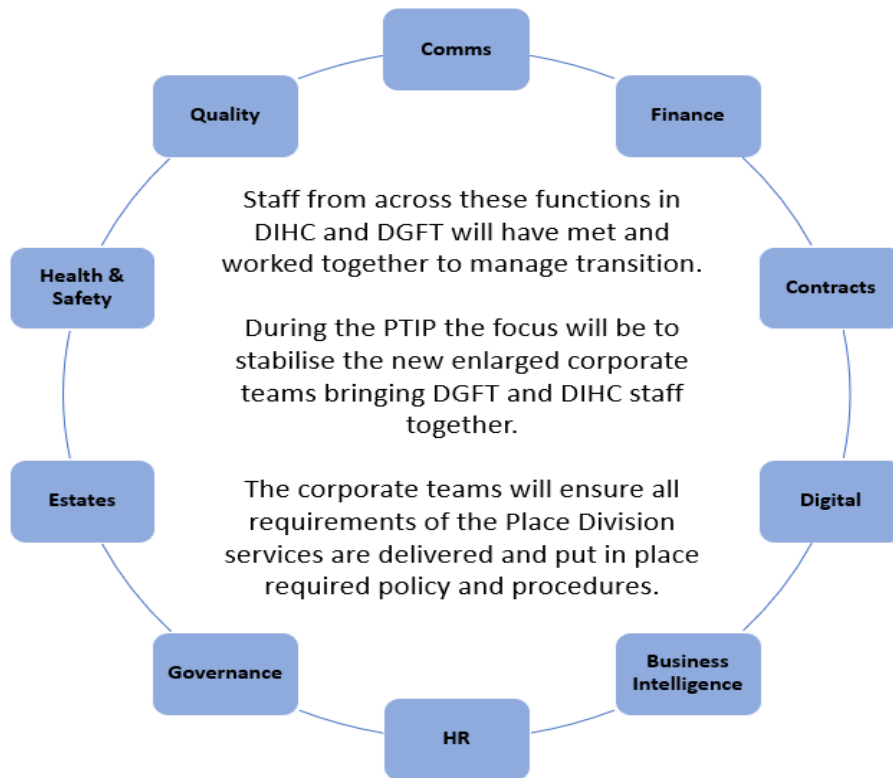 Comms
Quality
Finance
Staff from across these functions in
DIHC and DGFT will have met and
worked together to manage transition.
Health &
Safety
Contracts
During the PTIP the focus will be to
stabilise the new enlarged corporate
teams bringing DGFT and DIHC staff
together.
Estates
Digital
The corporate teams will ensure all
requirements of the Place Division
services are delivered and put in place
required policy and procedures.
Governance
Business
Intelligence
HR